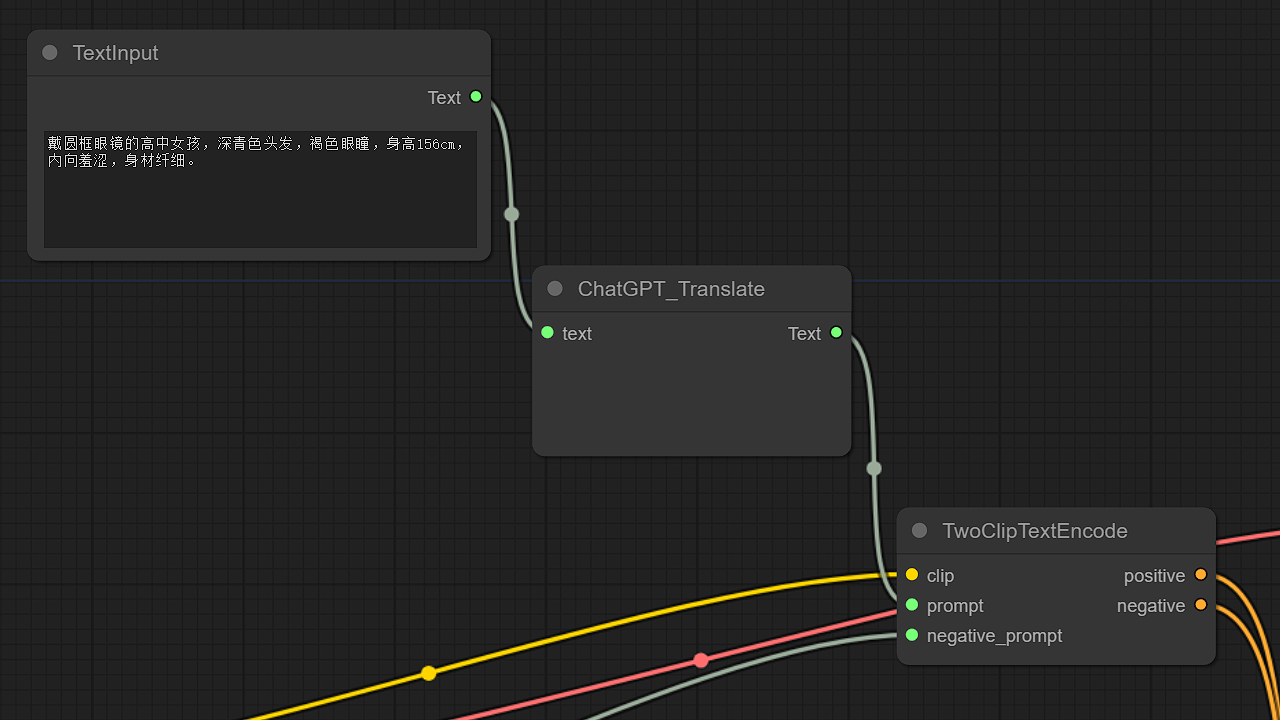 TextInput
Text
戴圆框眼镜的高中女孩，深青色头发，褐色眼瞳，身高156cm，
内向羞涩，身材纤细。
ChatGPT_Translate
text
Text
TwoClipTextEncode
clip
positive
prompt
negative
negative_prompt